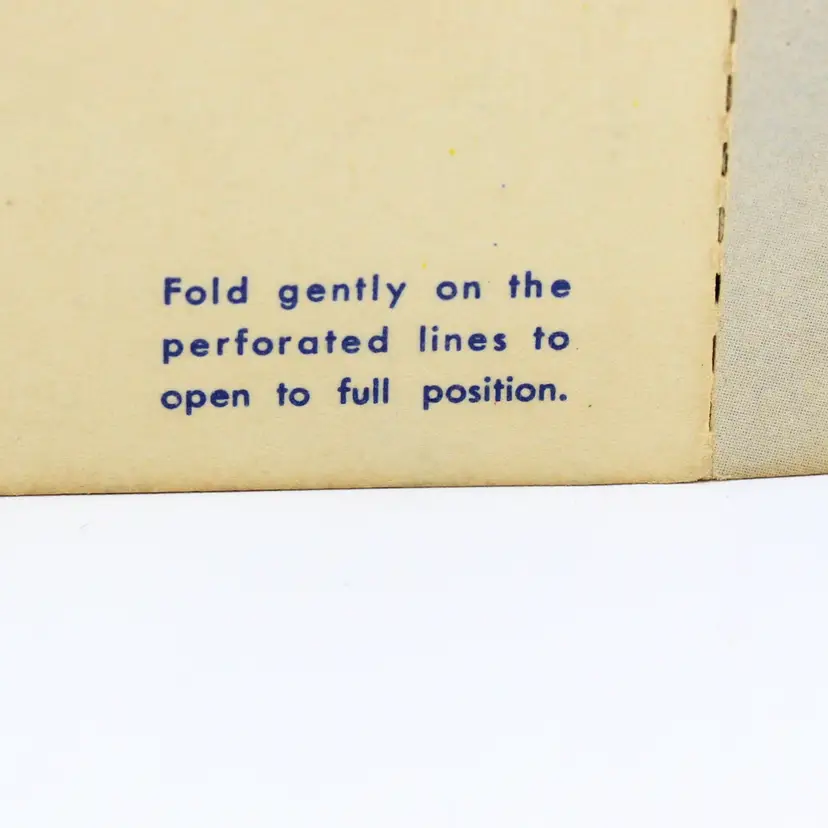 Fold gently on the
perforated lines to
open to full position.